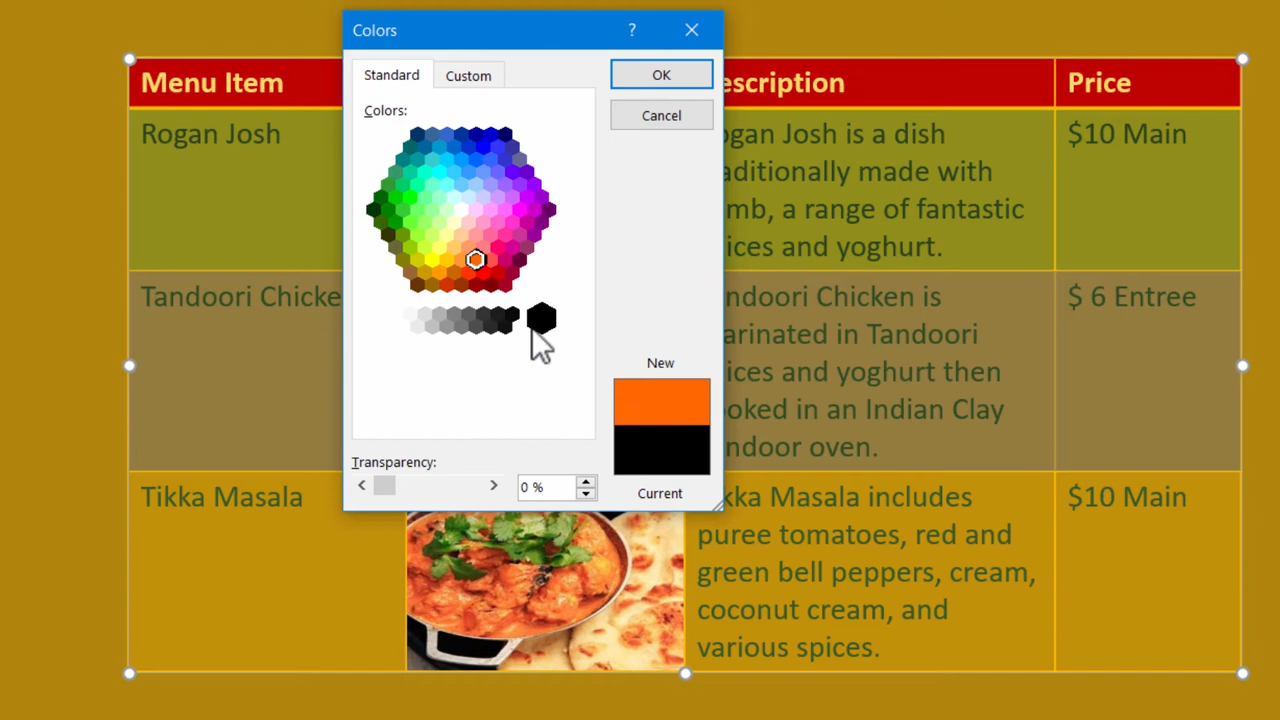 Colors
?
Standard
Custom
OK
Cancel
Colors:
New
Current
Transparency:
0 %
Menu Item
escription
Price
Rogan Josh
ogan Josh is a dish
aditionally made with
mb, a range of fantastic
ices and yoghurt.
$10 Main
Tandoori Chicke
ndoori Chicken is
arinated in Tandoori
ices and yoghurt then
ooked in an Indian Clay
ndoor oven.
$ 6 Entree
Tikka Masala
kka Masala includes
puree tomatoes, red and
green bell peppers, cream,
coconut cream, and
various spices.
$10 Main